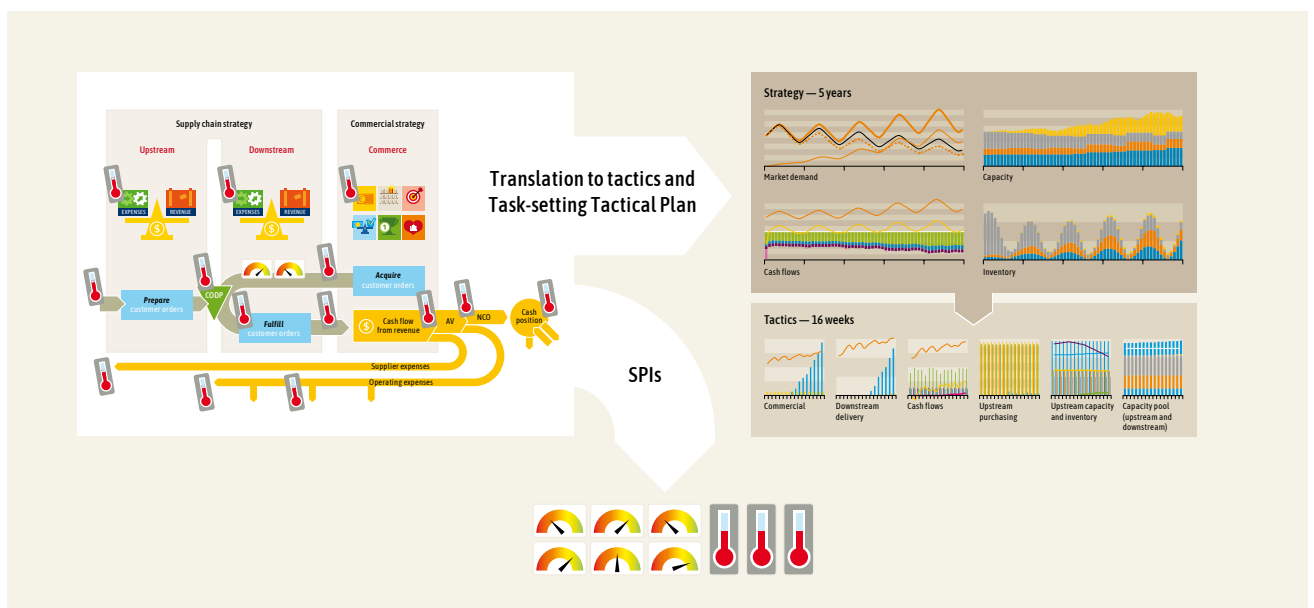 Supply chain strategy
Commercial strategy
Upstream
Downstream
Commerce
EXPENSES
REVENUE
$
EXPENSES
REVENUE
$
1
CODP
Prepare
customer orders
Acquire
customer orders
Fulfill
customer orders
$
Cash flow
from revenue
AV
NCO
Cash
position
Supplier expenses
Operating expenses
Translation to tactics and
Task-setting Tactical Plan
SPIs
Strategy — 5 years
Market demand
Capacity
Cash flows
Inventory
Tactics — 16 weeks
Commercial
Downstream
delivery
Cash flows
Upstream
purchasing
Upstream capacity
and inventory
Capacity pool
(upstream and
downstream)